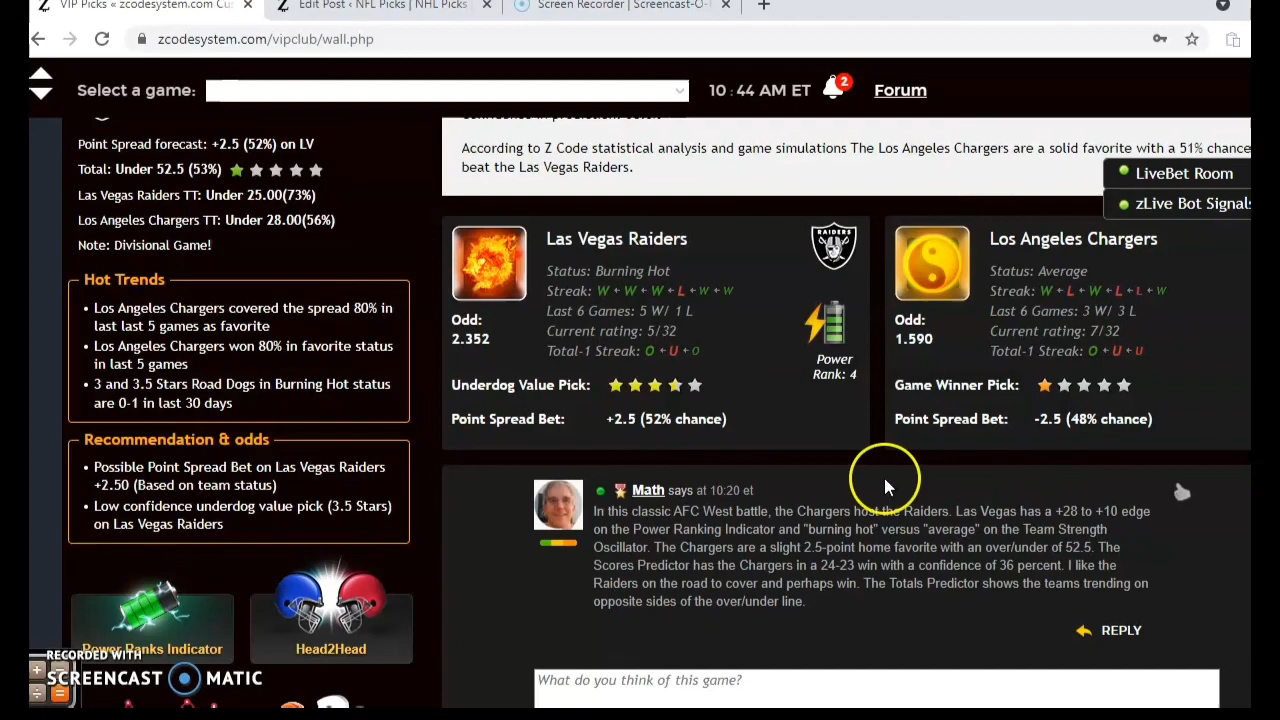 VIP Picks « zcodesystem.com Cus ×
Edit Post ‹ NFL Picks | NHL Picks ×
Screen Recorder | Screencast-O- ×
zcodesystem.com/vipclub/wall.php
Select a game:
10 : 44 AM ET
2
Forum
Point Spread forecast: +2.5 (52%) on LV
Total: Under 52.5 (53%)
Las Vegas Raiders TT: Under 25.00(73%)
Los Angeles Chargers TT: Under 28.00(56%)
Note: Divisional Game!
Hot Trends
• Los Angeles Chargers covered the spread 80% in
last last 5 games as favorite
• Los Angeles Chargers won 80% in favorite status
in last 5 games
• 3 and 3.5 Stars Road Dogs in Burning Hot status
are 0-1 in last 30 days
Recommendation & odds
• Possible Point Spread Bet on Las Vegas Raiders
+2.50 (Based on team status)
• Low confidence underdog value pick (3.5 Stars)
on Las Vegas Raiders
Power Ranks Indicator
Head2Head
RECORDED WITH
SCREENCAST MATIC
According to Z Code statistical analysis and game simulations The Los Angeles Chargers are a solid favorite with a 51% chance
beat the Las Vegas Raiders.
LiveBet Room
zLive Bot Signals
Las Vegas Raiders
RAIDERS
Status: Burning Hot
Streak: W ← W ← W ← L ← W ← W
Last 6 Games: 5 W/ 1 L
Current rating: 5/32
Total-1 Streak: O ← U ← O
Odd:
2.352
Power
Rank: 4
Underdog Value Pick:
Point Spread Bet: +2.5 (52% chance)
Los Angeles Chargers
Status: Average
Streak: W ← L ← W ← L ← L ← W
Last 6 Games: 3 W/ 3 L
Current rating: 7/32
Total-1 Streak: O ← U ← U
Odd:
1.590
Game Winner Pick:
Point Spread Bet: -2.5 (48% chance)
Math says at 10:20 et
In this classic AFC West battle, the Chargers host the Raiders. Las Vegas has a +28 to +10 edge
on the Power Ranking Indicator and "burning hot" versus "average" on the Team Strength
Oscillator. The Chargers are a slight 2.5-point home favorite with an over/under of 52.5. The
Scores Predictor has the Chargers in a 24-23 win with a confidence of 36 percent. I like the
Raiders on the road to cover and perhaps win. The Totals Predictor shows the teams trending on
opposite sides of the over/under line.
REPLY
What do you think of this game?